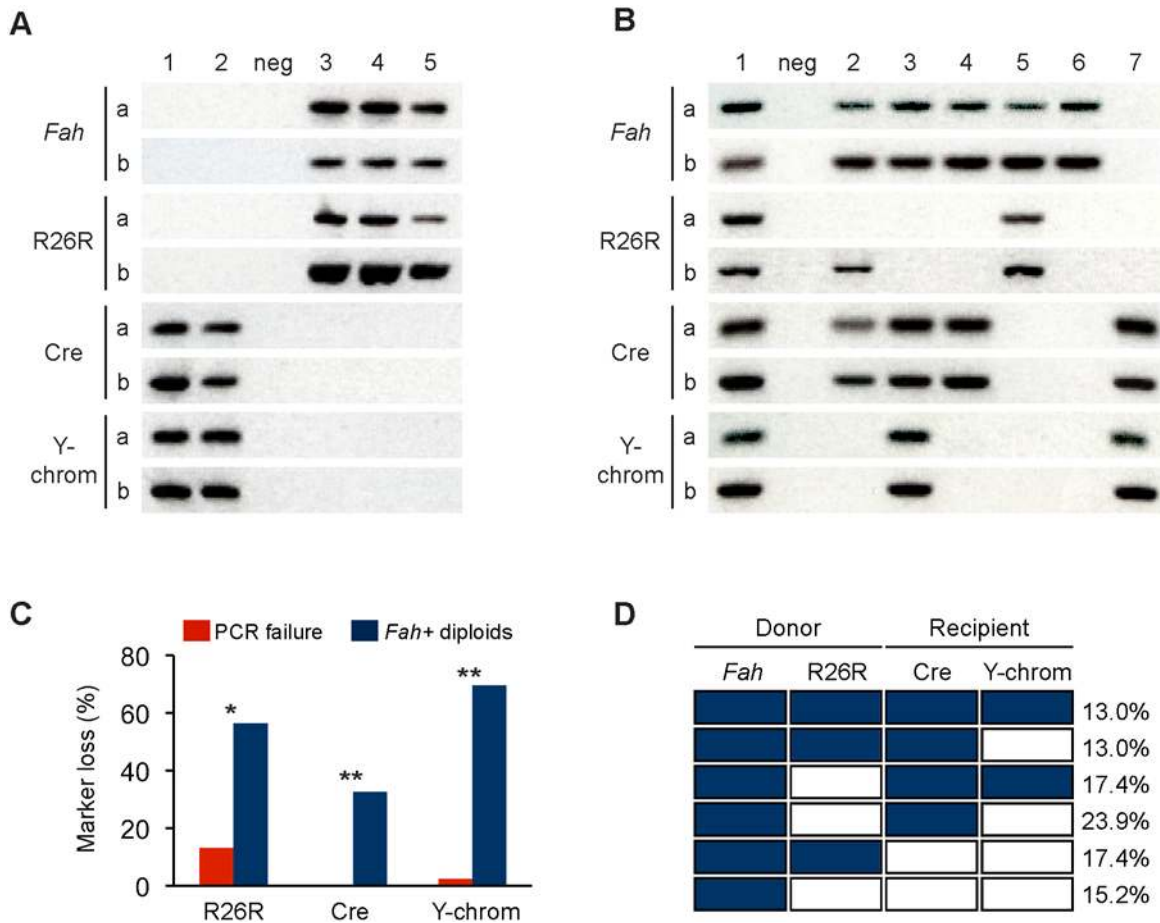 A
1 2 neg 3 4 5
Fah
a
b
R26R
a
b
Cre
a
b
Y-
chrom
a
b
B
1 neg 2 3 4 5 6 7
Fah
a
b
R26R
a
b
Cre
a
b
Y-
chrom
a
b
C
PCR failure Fah+ diploids
Marker loss (%)
80
60
40
20
0
*
**
**
R26R Cre Y-chrom
D
Donor Recipient
Fah R26R Cre Y-chrom
13.0%
13.0%
17.4%
23.9%
17.4%
15.2%